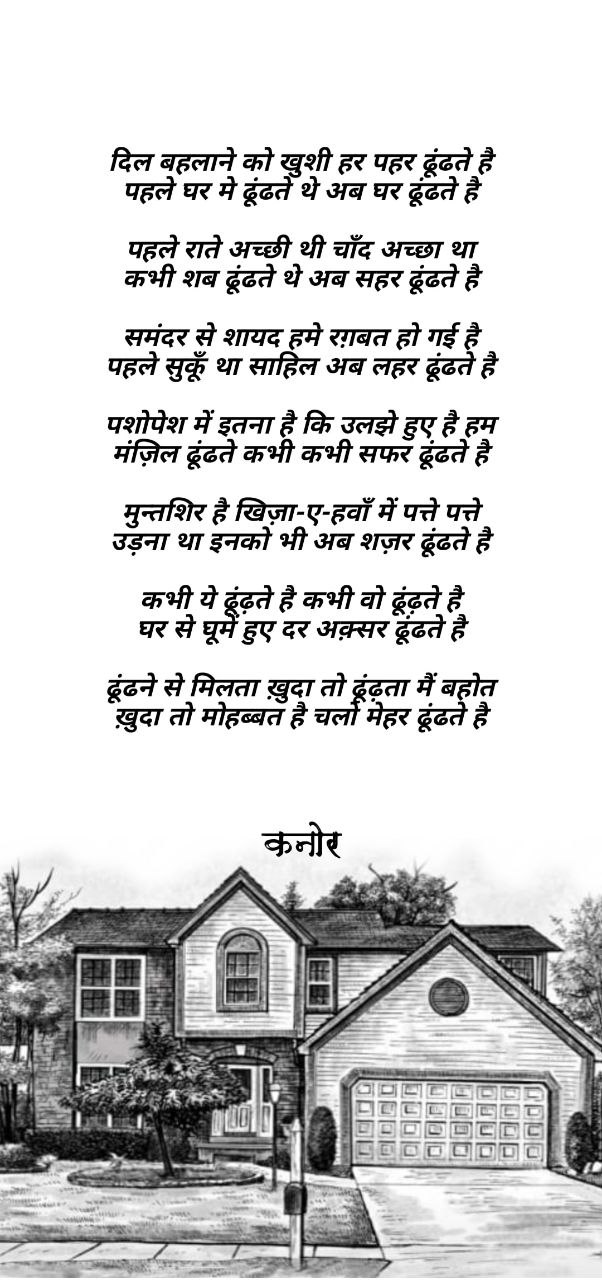 दिल बहलाने को खुशी हर पहर ढूंढते है
पहले घर मे ढूंढते थे अब घर ढूंढते है
पहले राते अच्छी थी चाँद अच्छा था
कभी शब ढूंढते थे अब सहर ढूंढते है
समंदर से शायद हमे रग़बत हो गई है
पहले सुकूँ था साहिल अब लहर ढूंढते है
पशोपेश में इतना है कि उलझे हुए है हम
मंज़िल ढूंढते कभी कभी सफर ढूंढते है
मुन्तशिर है खिज़ा-ए-हवाँ में पत्ते पत्ते
उड़ना था इनको भी अब शज़र ढूंढते है
कभी ये ढूंढ़ते है कभी वो ढूंढ़ते है
घर से घूमें हुए दर अक़्सर ढूंढते है
ढूंढने से मिलता ख़ुदा तो ढूंढ़ता मैं बहोत
ख़ुदा तो मोहब्बत है चलो मेहर ढूंढते है
कनोर